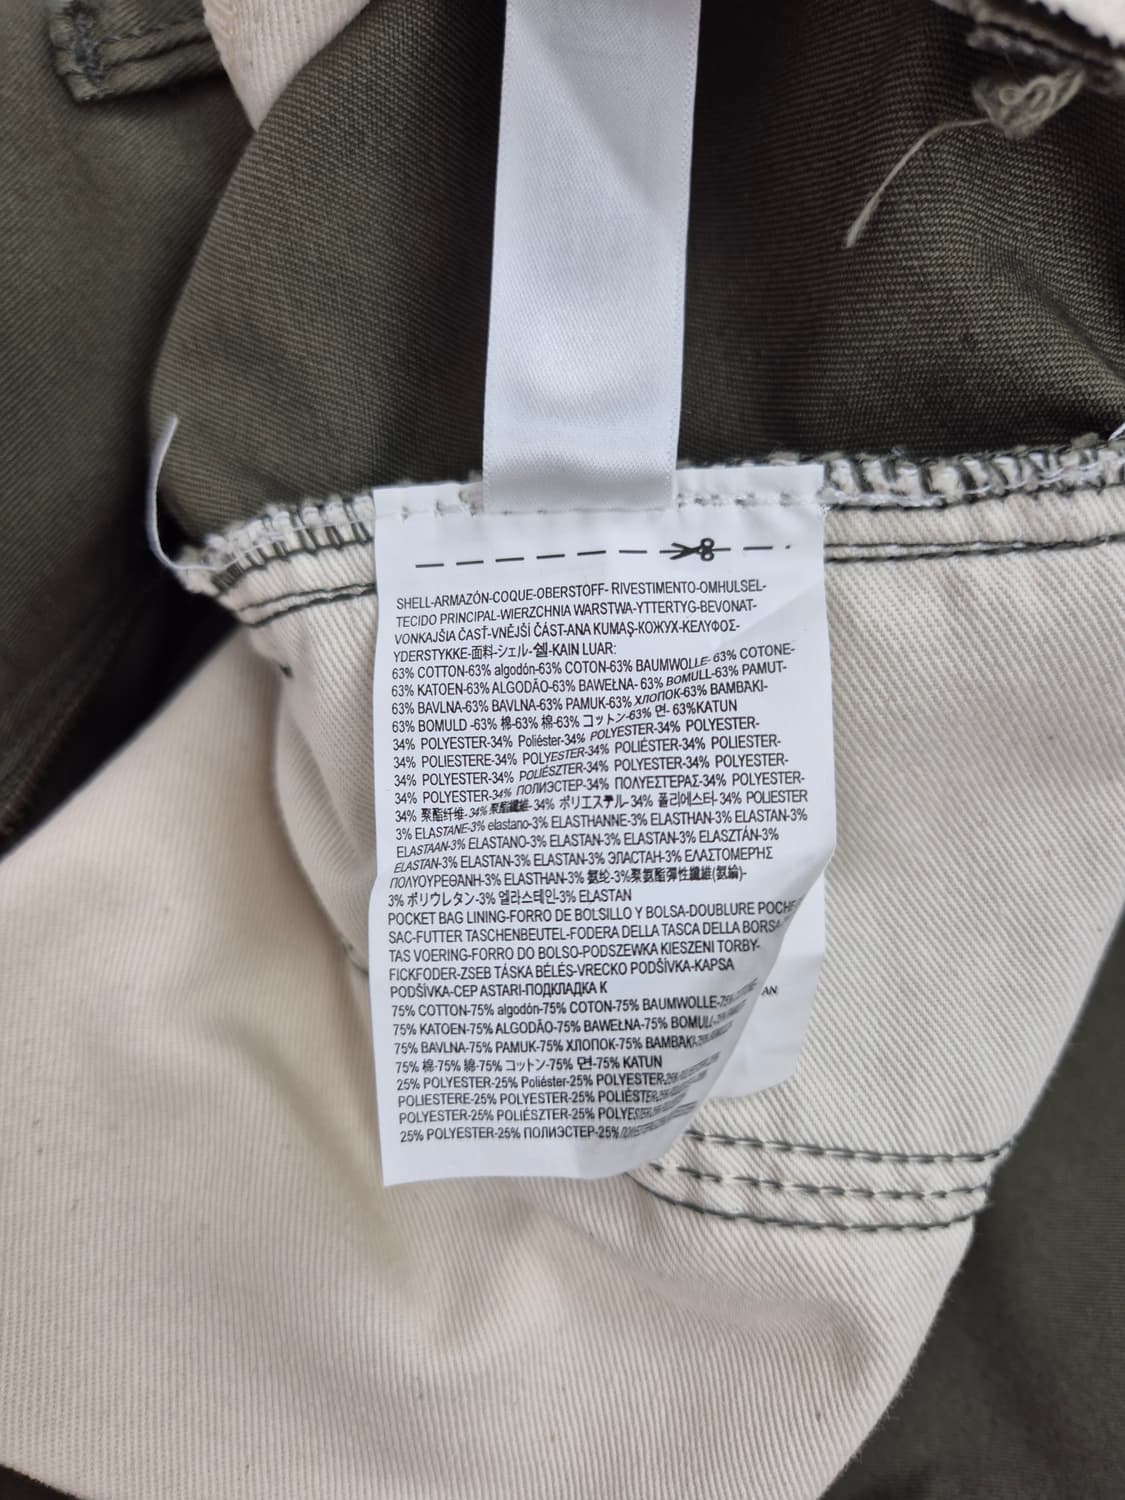 SHELL-ARMAZÓN-COQUE-OBERSTOFF- RIVESTIMENTO-OMHULSEL-
TECIDO PRINCIPAL-WIERZCHNIA WARSTWA-YTTERTYG-BEVONAT-
VONKAJŠIA ČASŤ-VNĚJŠÍ ČÁST-ANA KUMAŞ-КОЖУХ-ΚΕΛΥΦΟΣ-
YDERSTYKKE-面料-シェル-쉘-KAIN LUAR:
63% COTTON-63% algodón-63% COTON-63% BAUMWOLLE- 63% COTONE-
63% KATOEN-63% ALGODÃO-63% BAWEŁNA- 63% BOMULL-63% PAMUT-
63% BAVLNA-63% BAVLNA-63% PAMUK-63% ХЛОПОК-63% ΒΑΜΒΑΚΙ-
63% BOMULD -63% 棉-63% 棉-63% コットン-63% 면- 63%KATUN
34% POLYESTER-34% Poliéster-34% POLYESTER-34% POLYESTER-
34% POLIESTERE-34% POLYESTER-34% POLIÉSTER-34% POLIESTER-
34% POLYESTER-34% POLIÉSZTER-34% POLYESTER-34% POLYESTER-
34% POLYESTER-34% ПОЛИЭСТЕР-34% ΠΟΛΥΕΣΤΕΡΑΣ-34% POLYESTER-
34% 聚酯纤维-34% 聚酯纖維-34% ポリエステル-34% 폴리에스터-34% POLIESTER
3% ELASTANE-3% elastano-3% ELASTHANNE-3% ELASTHAN-3% ELASTAN-3%
ELASTAAN-3% ELASTANO-3% ELASTAN-3% ELASTAN-3% ELASZTÁN-3%
ELASTAN-3% ELASTAN-3% ELASTAN-3% ЭЛАСТАН-3% ΕΛΑΣΤΟΜΕΡΉΣ
ΠΟΛΥΟΥΡΕΘΑΝΗ-3% ELASTHAN-3% 氨纶-3%聚氨酯彈性纖維(氨綸)-
3% ポリウレタン-3% 엘라스테인-3% ELASTAN
POCKET BAG LINING-FORRO DE BOLSILLO Y BOLSA-DOUBLURE POCHE
SAC-FUTTER TASCHENBEUTEL-FODERA DELLA TASCA DELLA BORSA
TAS VOERING-FORRO DO BOLSO-PODSZEWKA KIESZENI TORBY-
FICKFODER-ZSEB TÁSKA BÉLÉS-VRECKO PODŠÍVKA-KAPSA
PODŠÍVKA-CEP ASTARI-ПОДКЛАДКА К
75% COTTON-75% algodón-75% COTON-75% BAUMWOLLE-75%
75% KATOEN-75% ALGODÃO-75% BAWEŁNA-75% BOMULL-75%
75% BAVLNA-75% PAMUK-75% ХЛОПОК-75% ΒΑΜΒΑΚΙ-75%
75% 棉-75% 綿-75% コットン-75% 면-75% KATUN
25% POLYESTER-25% Poliéster-25% POLYESTER-25%
POLIESTERE-25% POLYESTER-25% POLIÉSTER-25%
POLYESTER-25% POLIÉSZTER-25% POLYESTER-25%
25% POLYESTER-25% ПОЛИЭСТЕР-25%
AN